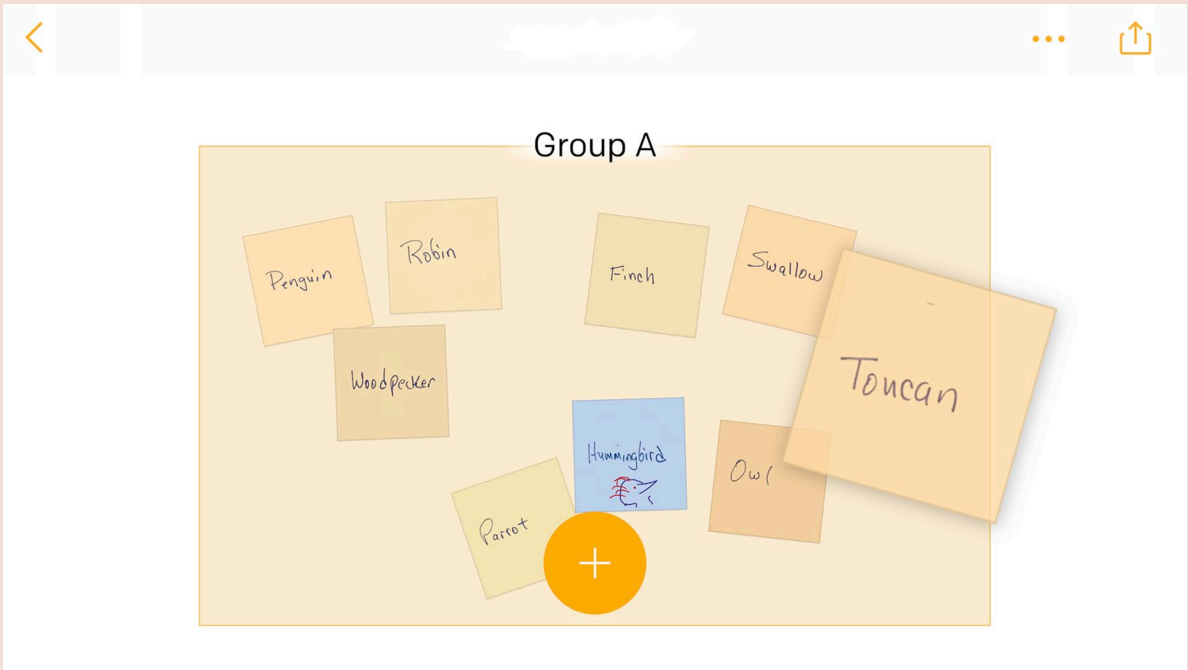 Group A
Penguin
Robin
Finch
Swallow
Toucan
Woodpecker
Hummingbird
Owl
Parrot